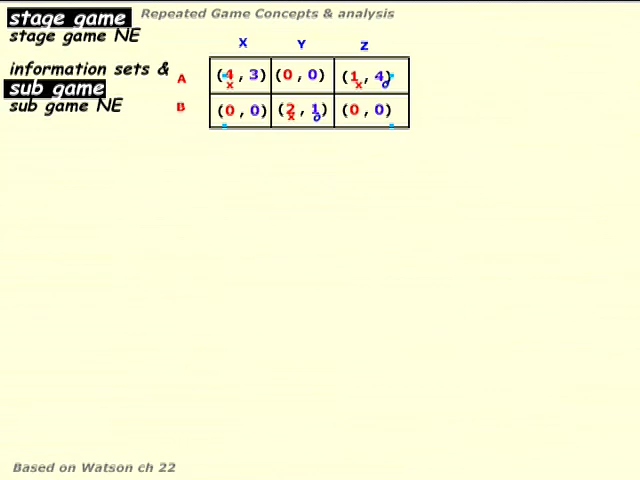 stage game
Repeated Game Concepts & analysis
stage game NE
X Y Z
information sets &
A (4 , 3) (0 , 0) (1 , 4)
x x o
sub game
sub game NE
B (0 , 0) (2 , 1) (0 , 0)
x o
Based on Watson ch 22